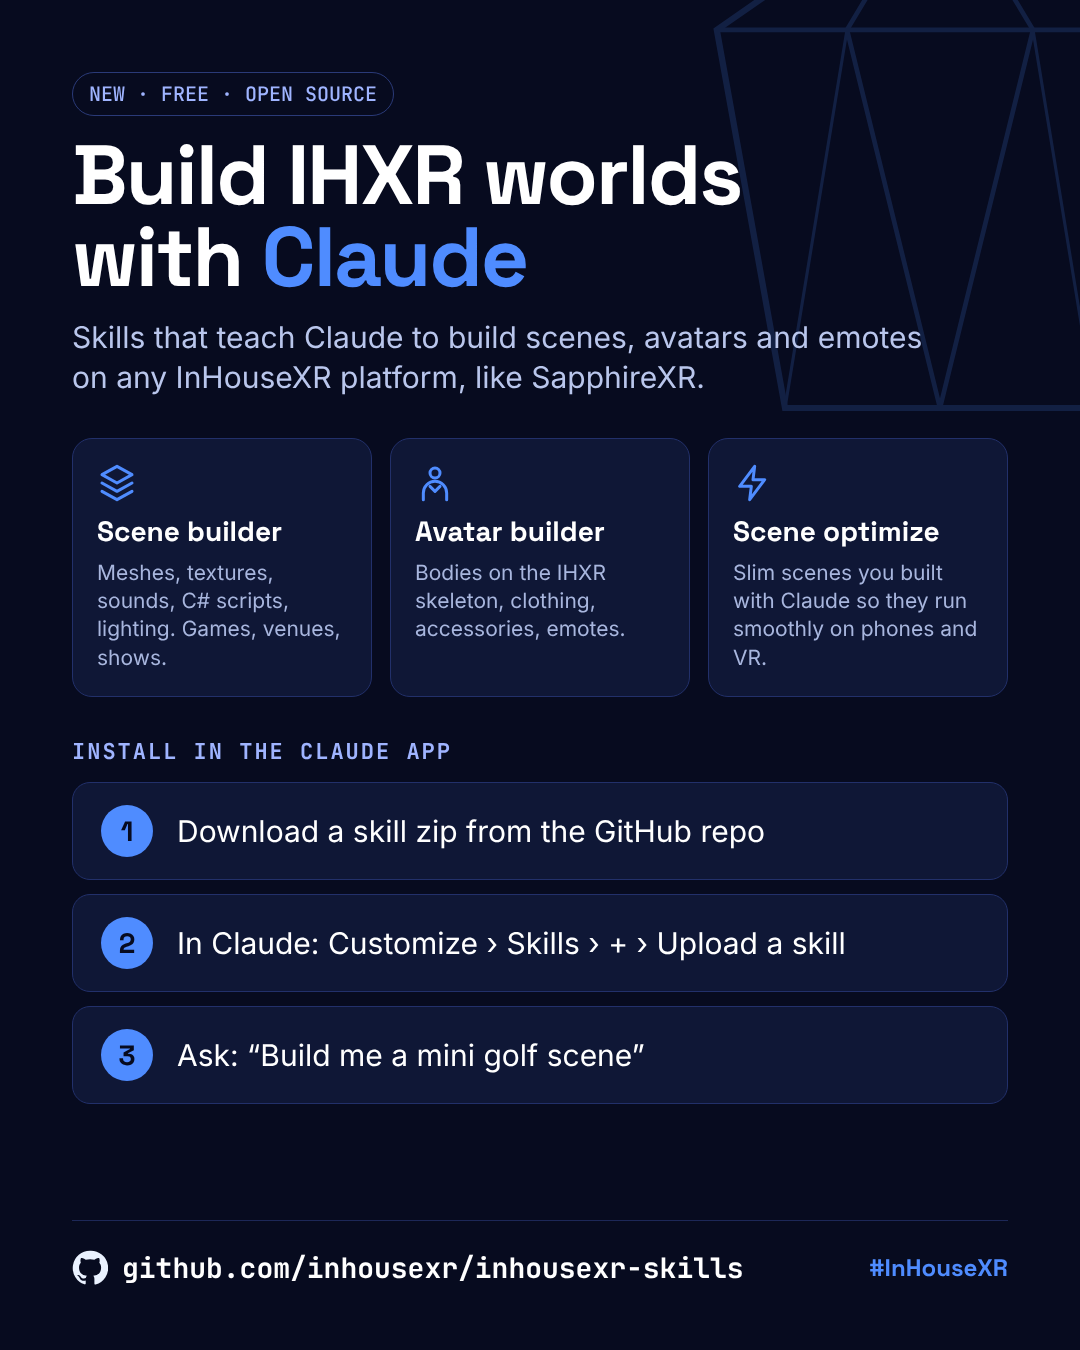 NEW · FREE · OPEN SOURCE
Build IHXR worlds
with Claude
Skills that teach Claude to build scenes, avatars and emotes
on any InHouseXR platform, like SapphireXR.
Scene builder
Meshes, textures,
sounds, C# scripts,
lighting. Games, venues,
shows.
Avatar builder
Bodies on the IHXR
skeleton, clothing,
accessories, emotes.
Scene optimize
Slim scenes you built
with Claude so they run
smoothly on phones and
VR.
INSTALL IN THE CLAUDE APP
1 Download a skill zip from the GitHub repo
2 In Claude: Customize › Skills › + › Upload a skill
3 Ask: “Build me a mini golf scene”
github.com/inhousexr/inhousexr-skills
#InHouseXR